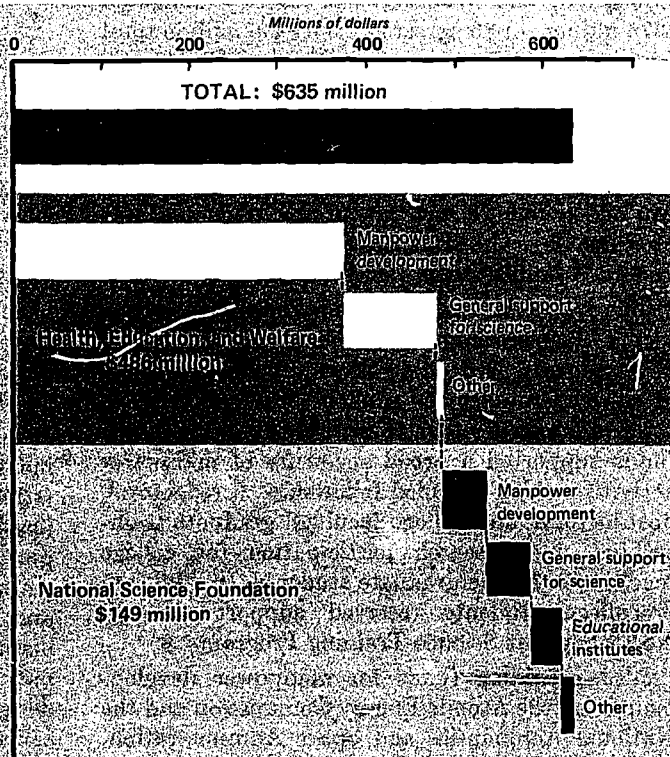 Millions of dollars
0 200 400 600
TOTAL: $635 million
Manpower
development
General support
for science
Health, Education, and Welfare
$486 million
Other
Manpower
development
General support
for science
National Science Foundation
$149 million
Educational
institutes
Other